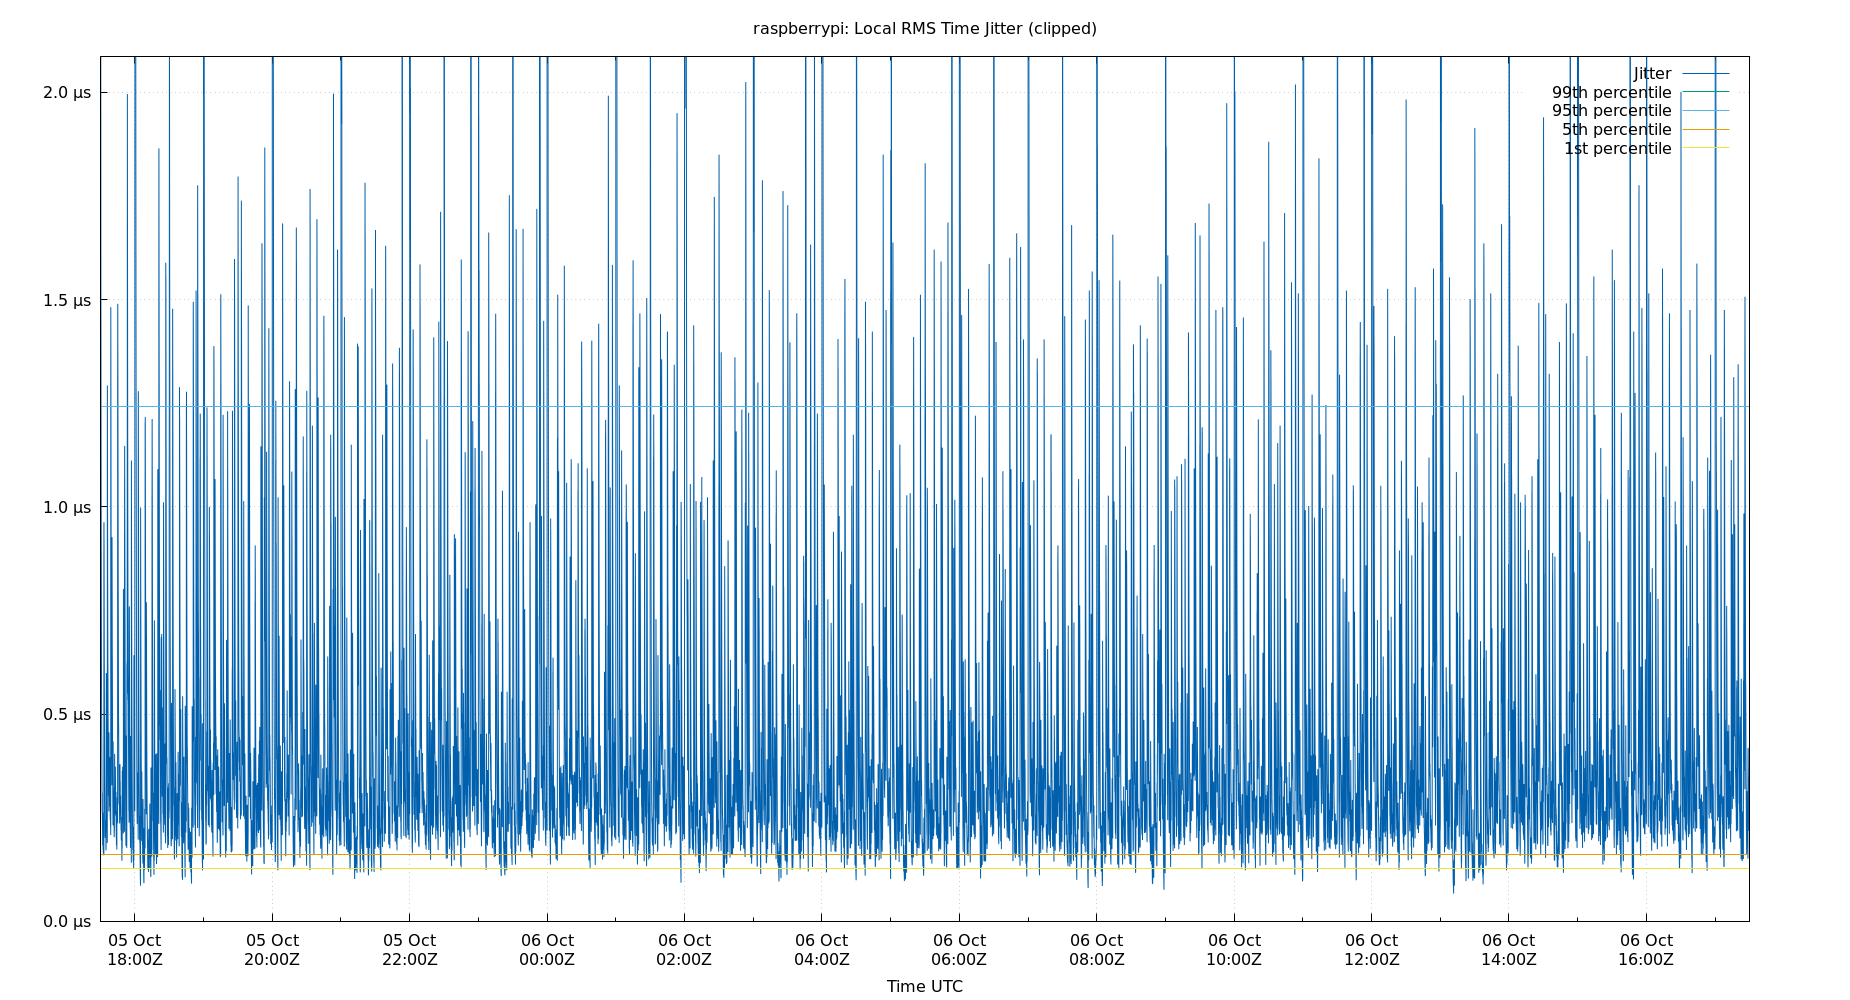 raspberrypi: Local RMS Time Jitter (clipped)
Jitter
99th percentile
95th percentile
5th percentile
1st percentile
2.0 µs
1.5 µs
1.0 µs
0.5 µs
0.0 µs
05 Oct 05 Oct 05 Oct 06 Oct 06 Oct 06 Oct 06 Oct 06 Oct 06 Oct 06 Oct 06 Oct 06 Oct
18:00Z 20:00Z 22:00Z 00:00Z 02:00Z 04:00Z 06:00Z 08:00Z 10:00Z 12:00Z 14:00Z 16:00Z
Time UTC